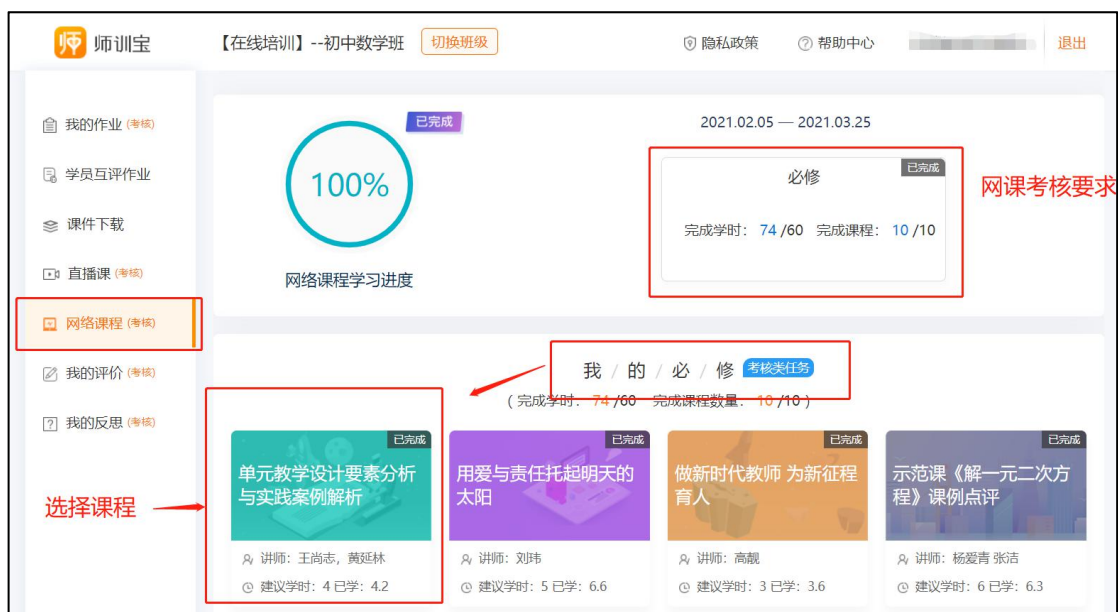 师 师训宝 【在线培训】--初中数学班 切换班级 隐私政策 ? 帮助中心 退出
我的作业 (考核)
学员互评作业
课件下载
直播课 (考核)
网络课程 (考核)
我的评价 (考核)
? 我的反思 (考核)
已完成
100%
网络课程学习进度
2021.02.05 — 2021.03.25
必修 已完成
完成学时: 74 /60 完成课程: 10 /10
网课考核要求
我 / 的 / 必 / 修 考核类任务
( 完成学时: 74 /60 完成课程数量: 10 /10 )
选择课程
已完成
单元教学设计要素分析
与实践案例解析
讲师: 王尚志,黄延林
建议学时: 4 已学: 4.2
已完成
用爱与责任托起明天的
太阳
讲师: 刘玮
建议学时: 5 已学: 6.6
已完成
做新时代教师 为新征程
育人
讲师: 高靓
建议学时: 3 已学: 3.6
已完成
示范课《解一元二次方
程》课例点评
讲师: 杨爱青 张洁
建议学时: 6 已学: 6.3